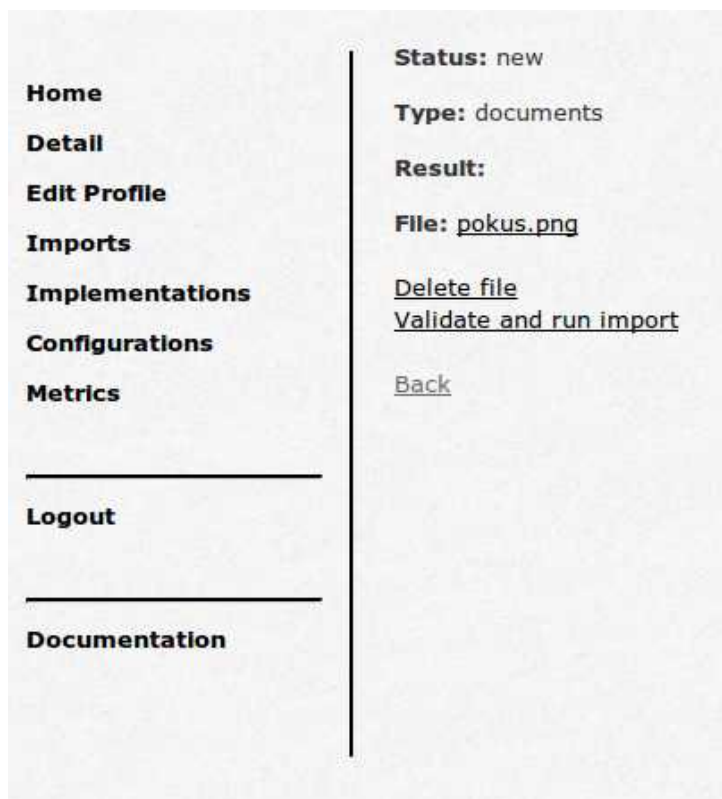 Home
Detail
Edit Profile
Imports
Implementations
Configurations
Metrics
Logout
Documentation
Status: new
Type: documents
Result:
File: pokus.png
Delete file
Validate and run import
Back